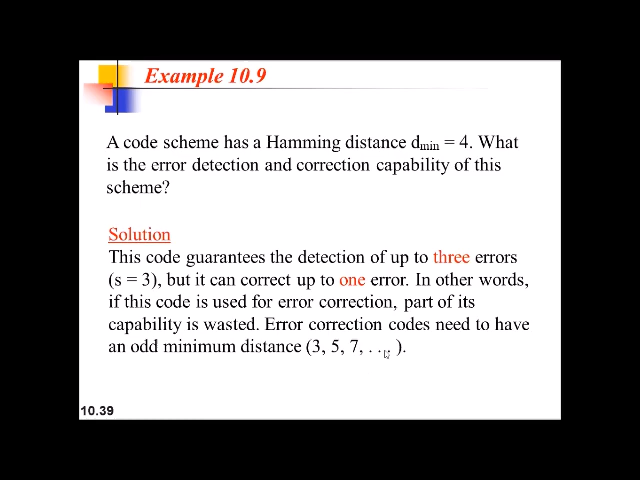 Example 10.9
A code scheme has a Hamming distance dmin = 4. What
is the error detection and correction capability of this
scheme?
Solution
This code guarantees the detection of up to three errors
(s = 3), but it can correct up to one error. In other words,
if this code is used for error correction, part of its
capability is wasted. Error correction codes need to have
an odd minimum distance (3, 5, 7, . . . ).
10.39